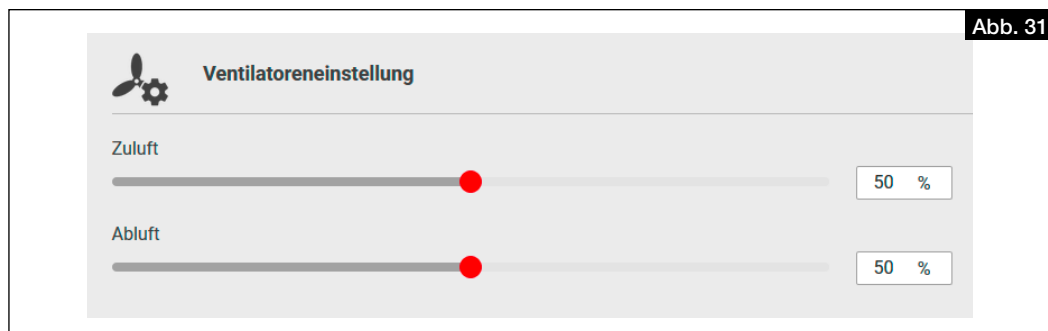 Abb. 31
Ventilatoreneinstellung
Zuluft
50 %
Abluft
50 %